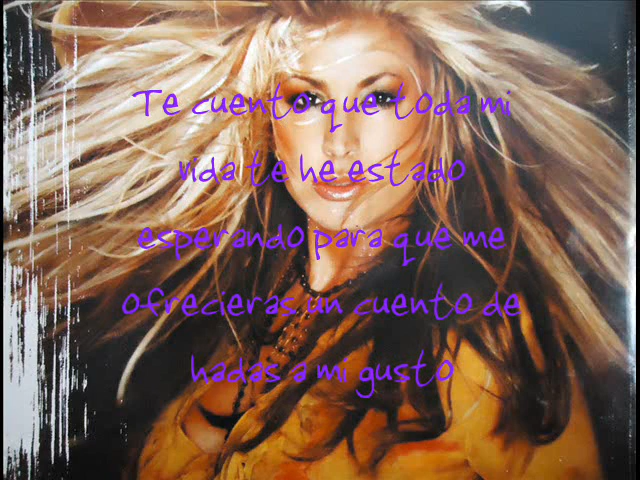 Te cuento que toda mi
vida te he estado
esperando para que me
ofrecieras un cuento de
hadas a mi gusto